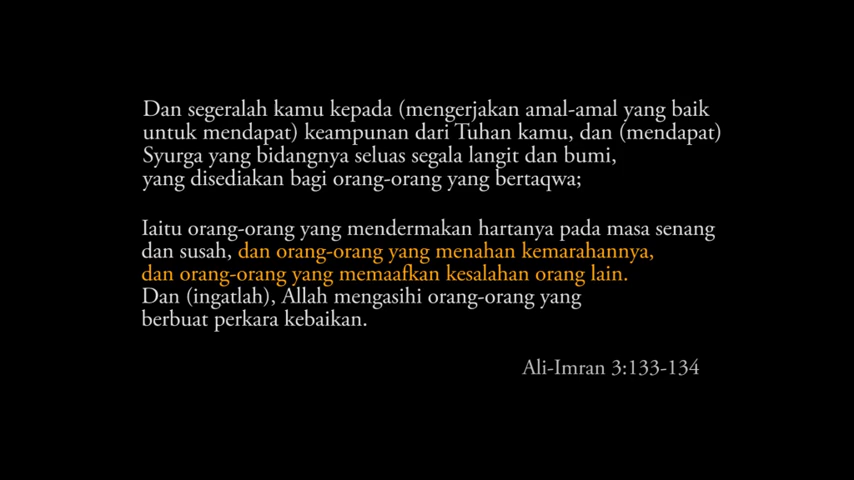 Dan segeralah kamu kepada (mengerjakan amal-amal yang baik
untuk mendapat) keampunan dari Tuhan kamu, dan (mendapat)
Syurga yang bidangnya seluas segala langit dan bumi,
yang disediakan bagi orang-orang yang bertaqwa;
Iaitu orang-orang yang mendermakan hartanya pada masa senang
dan susah, dan orang-orang yang menahan kemarahannya,
dan orang-orang yang memaafkan kesalahan orang lain.
Dan (ingatlah), Allah mengasihi orang-orang yang
berbuat perkara kebaikan.
Ali-Imran 3:133-134